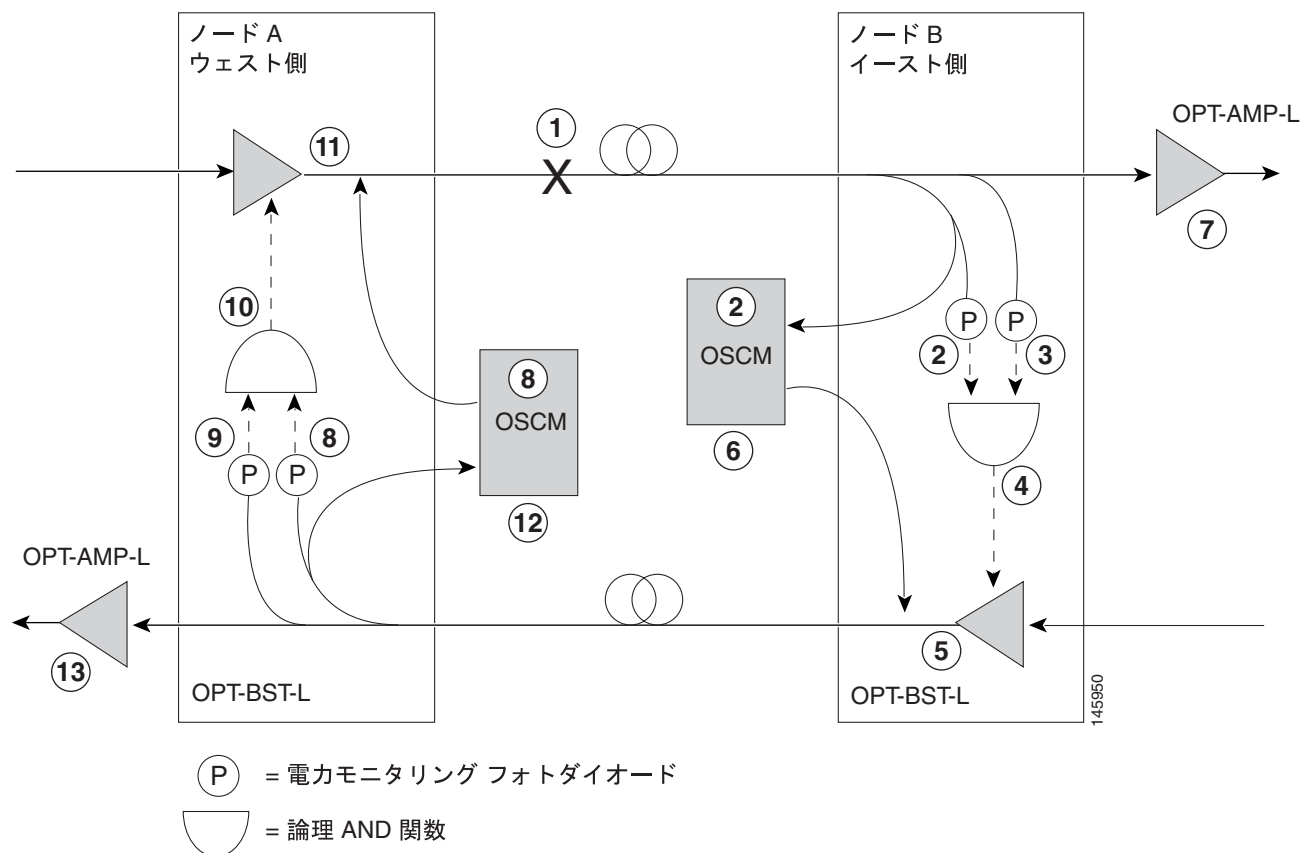 ノード A
ウェスト側
ノード B
イースト側
OPT-AMP-L
1
11
7
10
2
OSCM
P
P
2
3
8
OSCM
9
8
P
P
6
4
12
OPT-AMP-L
13
5
OPT-BST-L
OPT-BST-L
145950
P = 電力モニタリング フォトダイオード
= 論理 AND 関数
X